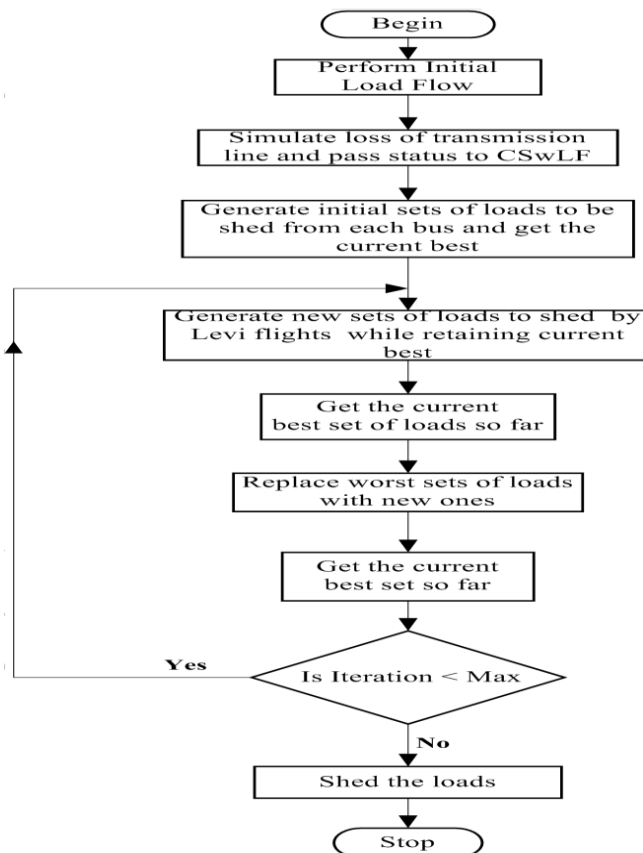 Begin
Perform Initial
Load Flow
Simulate loss of transmission
line and pass status to CSwLF
Generate initial sets of loads to be
shed from each bus and get the
current best
Generate new sets of loads to shed by
Levi flights while retaining current
best
Get the current
best set of loads so far
Replace worst sets of loads
with new ones
Get the current
best set so far
Yes
Is Iteration < Max
No
Shed the loads
Stop